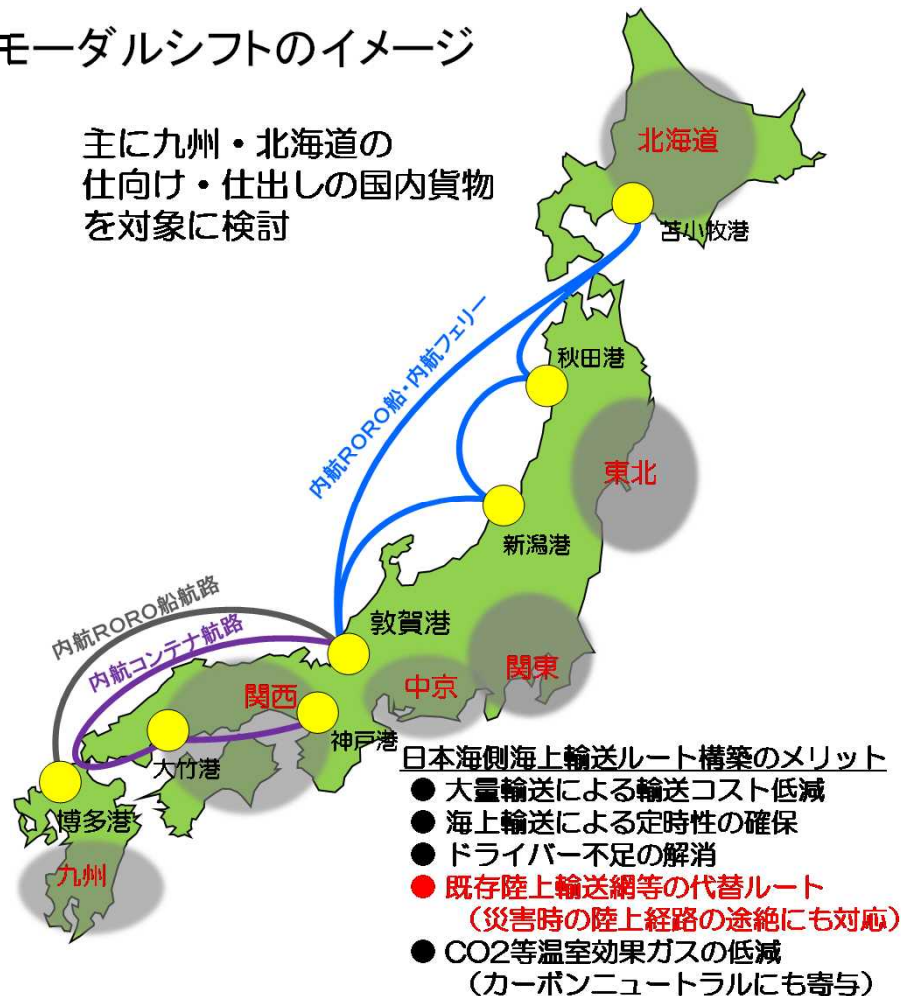 モーダルシフトのイメージ
主に九州・北海道の
仕向け・仕出しの国内貨物
を対象に検討
北海道
苫小牧港
内航RORO船・内航フェリー
秋田港
東北
新潟港
内航RORO船航路
内航コンテナ航路
敦賀港
関東
中京
関西
神戸港
大竹港
博多港
九州
日本海側海上輸送ルート構築のメリット
● 大量輸送による輸送コスト低減
● 海上輸送による定時性の確保
● ドライバー不足の解消
● 既存陸上輸送網等の代替ルート
（災害時の陸上経路の途絶にも対応）
● CO2等温室効果ガスの低減
（カーボンニュートラルにも寄与）